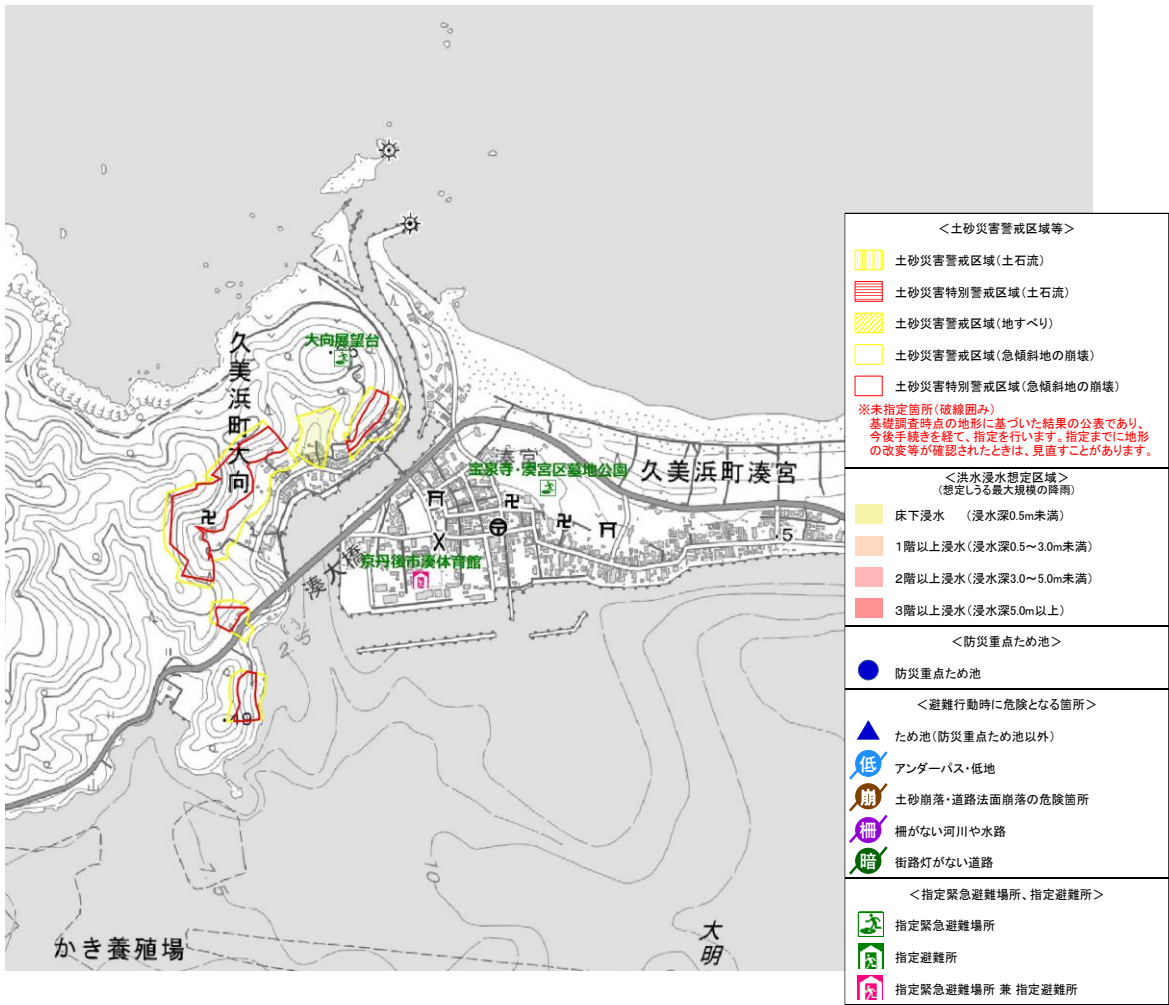 久美浜町大向
大向展望台
宝泉寺・湊宮区墓地公園
久美浜町湊宮
京丹後市湊体育館
湊大橋
2.5
・5
・49
7.5
10
かき養殖場
大明
＜土砂災害警戒区域等＞
土砂災害警戒区域(土石流)
土砂災害特別警戒区域(土石流)
土砂災害警戒区域(地すべり)
土砂災害警戒区域(急傾斜地の崩壊)
土砂災害特別警戒区域(急傾斜地の崩壊)
※未指定箇所(破線囲み)
基礎調査時点の地形に基づいた結果の公表であり、
今後手続きを経て、指定を行います。指定までに地形
の改変等が確認されたときは、見直すことがあります。
＜洪水浸水想定区域＞
(想定しうる最大規模の降雨)
床下浸水　(浸水深0.5m未満)
1階以上浸水(浸水深0.5～3.0m未満)
2階以上浸水(浸水深3.0～5.0m未満)
3階以上浸水(浸水深5.0m以上)
＜防災重点ため池＞
防災重点ため池
＜避難行動時に危険となる箇所＞
ため池(防災重点ため池以外)
低 アンダーパス・低地
崩 土砂崩落・道路法面崩落の危険箇所
柵 柵がない河川や水路
暗 街路灯がない道路
＜指定緊急避難場所、指定避難所＞
指定緊急避難場所
指定避難所
指定緊急避難場所 兼 指定避難所